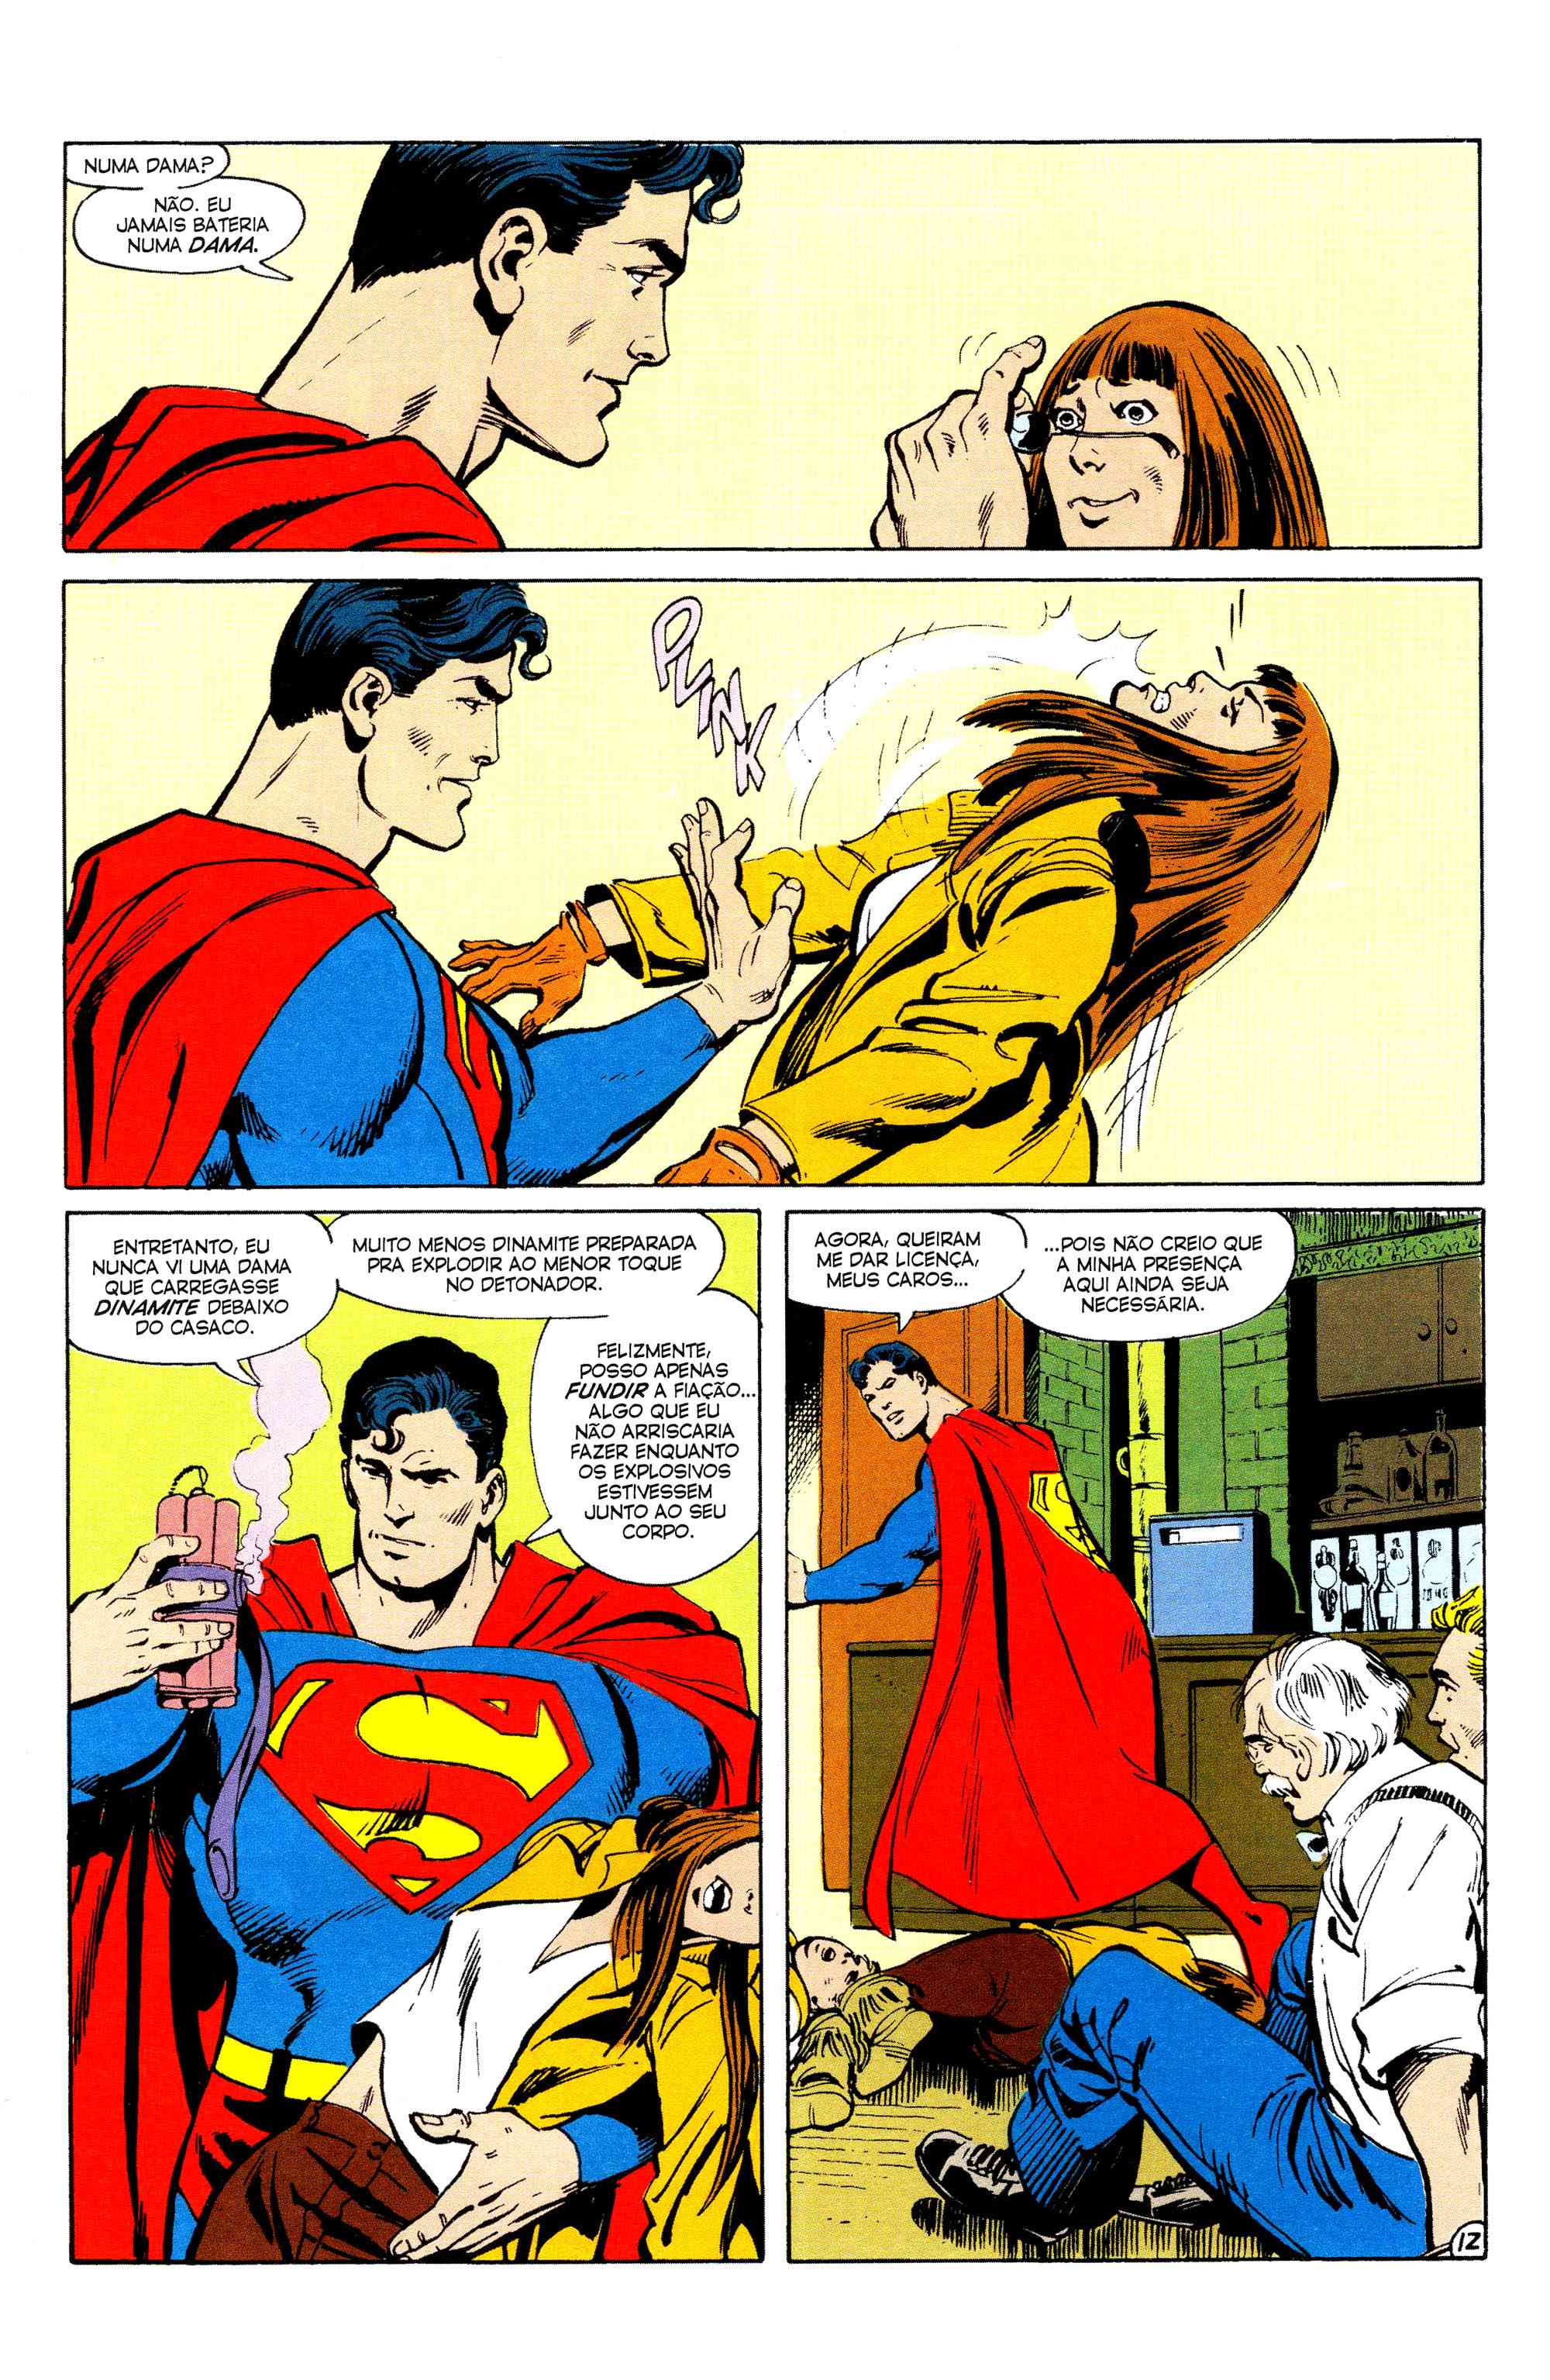 NUMA DAMA?
NÃO. EU
JAMAIS BATERIA
NUMA DAMA.
PLINK
ENTRETANTO, EU
NUNCA VI UMA DAMA
QUE CARREGASSE
DINAMITE DEBAIXO
DO CASACO.
MUITO MENOS DINAMITE PREPARADA
PRA EXPLODIR AO MENOR TOQUE
NO DETONADOR.
FELIZMENTE,
POSSO APENAS
FUNDIR A FIAÇÃO...
ALGO QUE EU
NÃO ARRISCARIA
FAZER ENQUANTO
OS EXPLOSIVOS
ESTIVESSEM
JUNTO AO SEU
CORPO.
AGORA, QUEIRAM
ME DAR LICENÇA,
MEUS CAROS...
...POIS NÃO CREIO QUE
A MINHA PRESENÇA
AQUI AINDA SEJA
NECESSÁRIA.
12